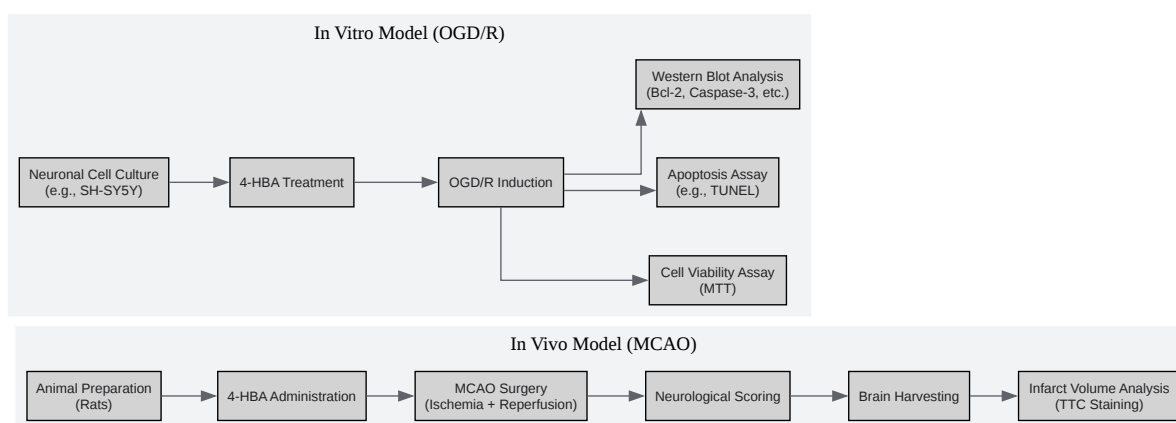 In Vitro Model (OGD/R)
Western Blot Analysis
(Bcl-2, Caspase-3, etc.)
Neuronal Cell Culture
(e.g., SH-SY5Y)
4-HBA Treatment
OGD/R Induction
Apoptosis Assay
(e.g., TUNEL)
Cell Viability Assay
(MTT)
In Vivo Model (MCAO)
Animal Preparation
(Rats)
4-HBA Administration
MCAO Surgery
(Ischemia + Reperfusion)
Neurological Scoring
Brain Harvesting
Infarct Volume Analysis
(TTC Staining)